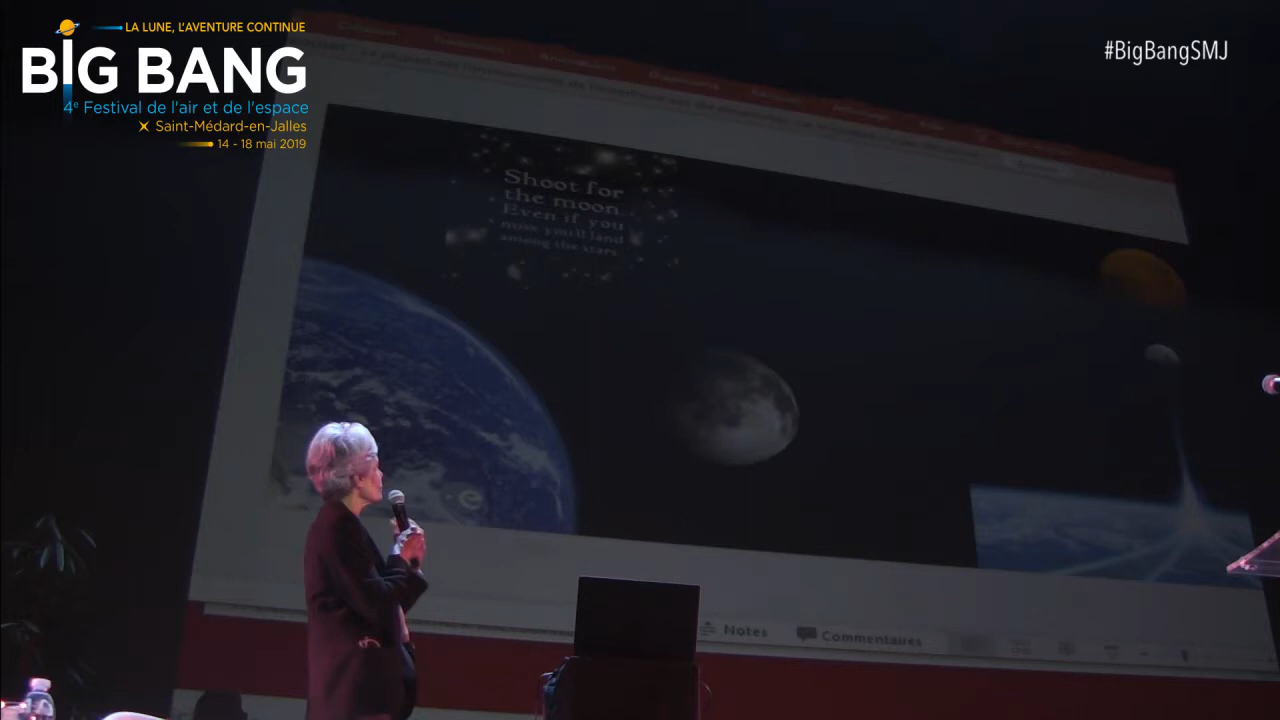 LA LUNE, L'AVENTURE CONTINUE
BIG BANG
4e Festival de l'air et de l'espace
Saint-Médard-en-Jalles
14 - 18 mai 2019
#BigBangSMJ
Shoot for
the moon
Even if you
miss you'll land
among the stars
esa
Notes
Commentaires